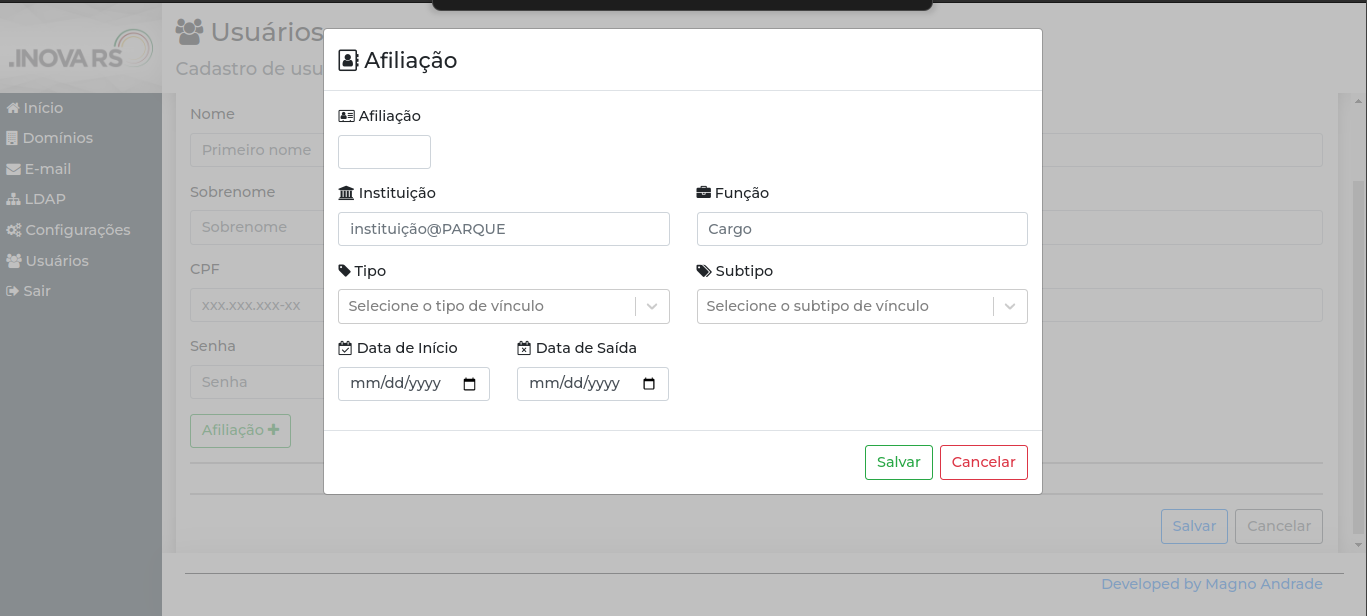 .INOVA RS
Início
Domínios
E-mail
LDAP
Configurações
Usuários
Sair
Usuários
Cadastro de usu
Nome
Primeiro nome
Sobrenome
Sobrenome
CPF
xxx.xxx.xxx-xx
Senha
Senha
Afiliação
Afiliação
Afiliação
Instituição Função
instituição@PARQUE Cargo
Tipo Subtipo
Selecione o tipo de vínculo Selecione o subtipo de vínculo
Data de Início Data de Saída
mm/dd/yyyy mm/dd/yyyy
Salvar Cancelar
Salvar Cancelar
Developed by Magno Andrade